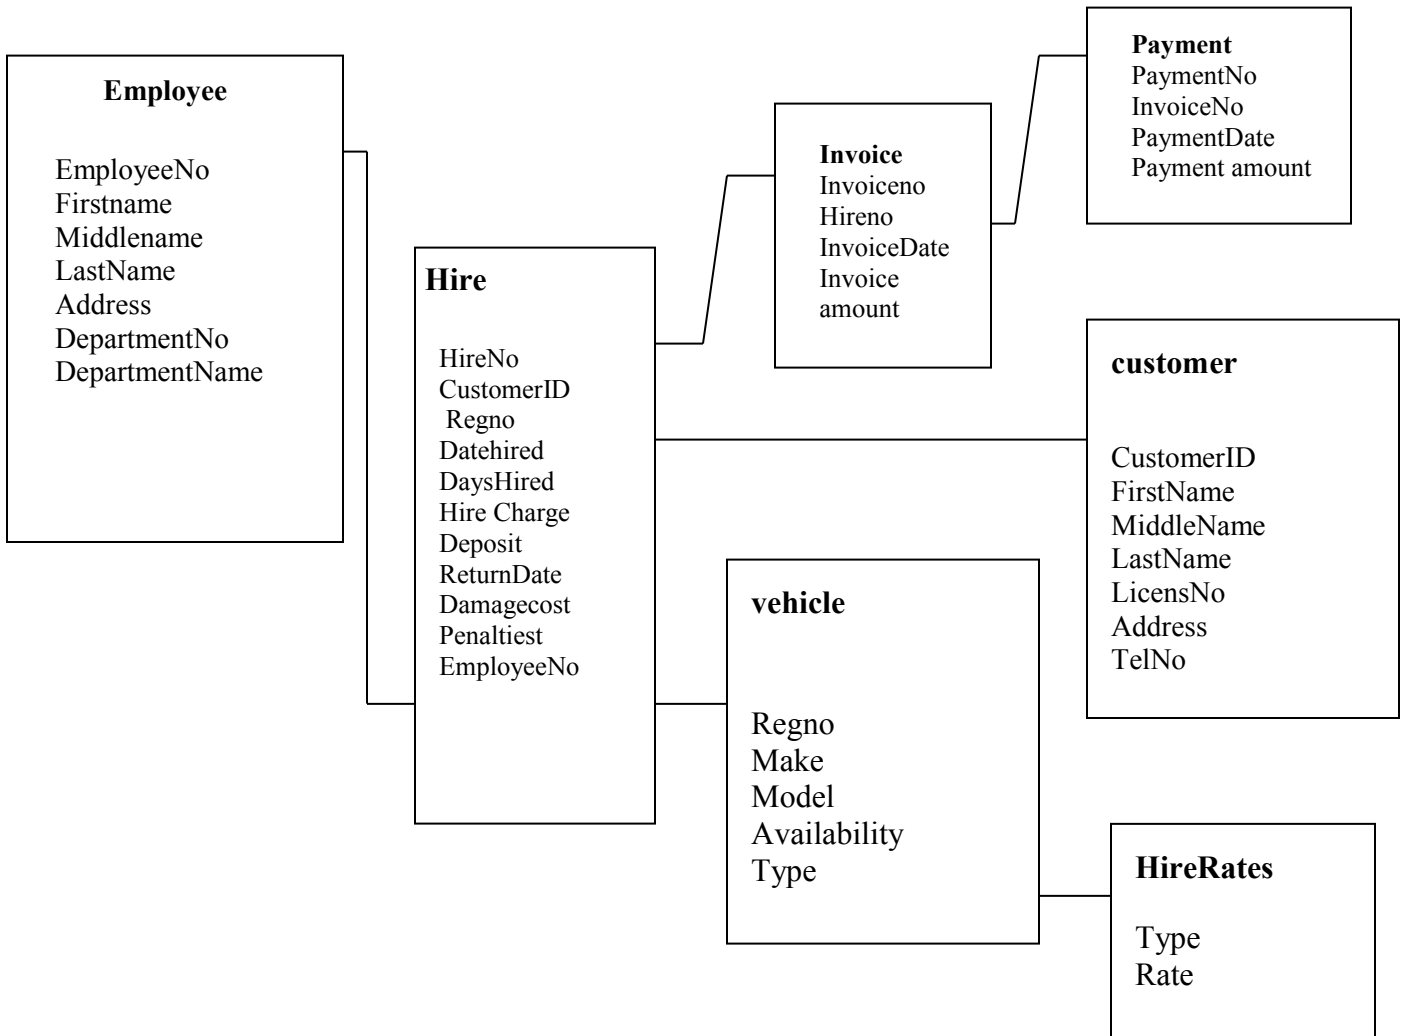 Employee
EmployeeNo
Firstname
Middlename
LastName
Address
DepartmentNo
DepartmentName
Hire
HireNo
CustomerID
Regno
Datehired
DaysHired
Hire Charge
Deposit
ReturnDate
Damagecost
Penaltiest
EmployeeNo
Invoice
Invoiceno
Hireno
InvoiceDate
Invoice
amount
Payment
PaymentNo
InvoiceNo
PaymentDate
Payment amount
customer
CustomerID
FirstName
MiddleName
LastName
LicensNo
Address
TelNo
vehicle
Regno
Make
Model
Availability
Type
HireRates
Type
Rate